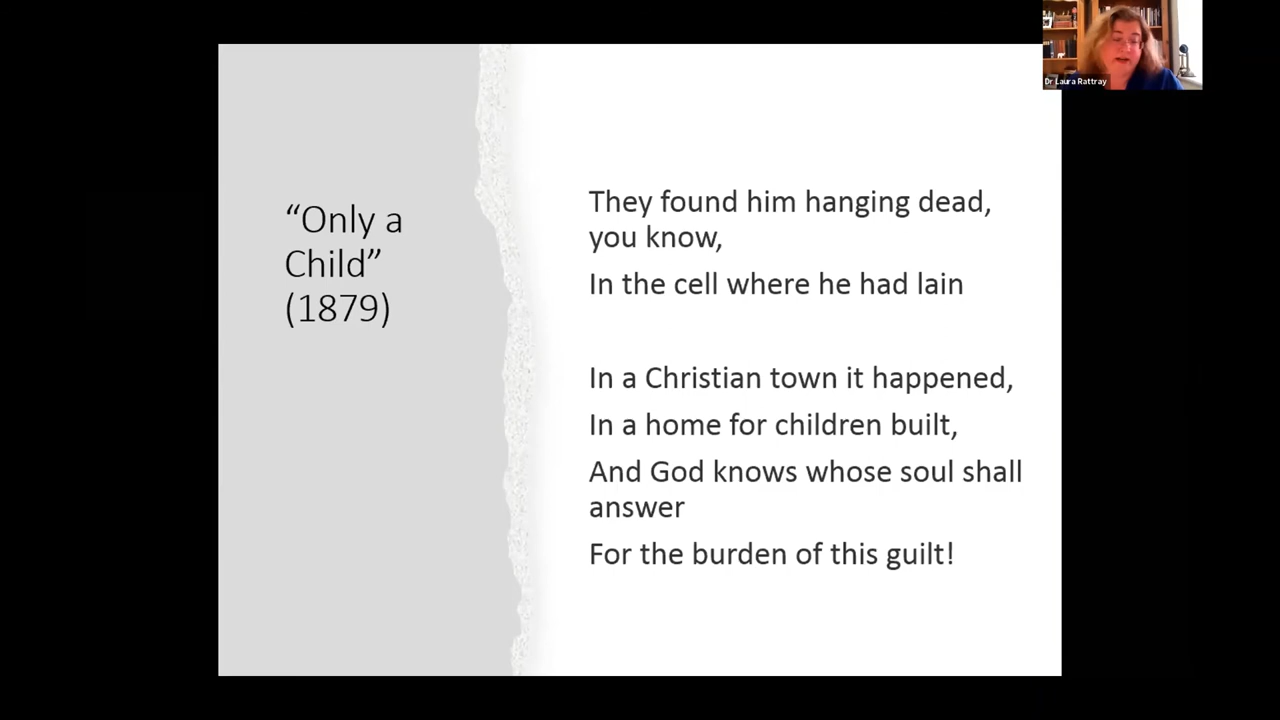 Dr Laura Rattray
“Only a
Child”
(1879)
They found him hanging dead,
you know,
In the cell where he had lain
In a Christian town it happened,
In a home for children built,
And God knows whose soul shall
answer
For the burden of this guilt!